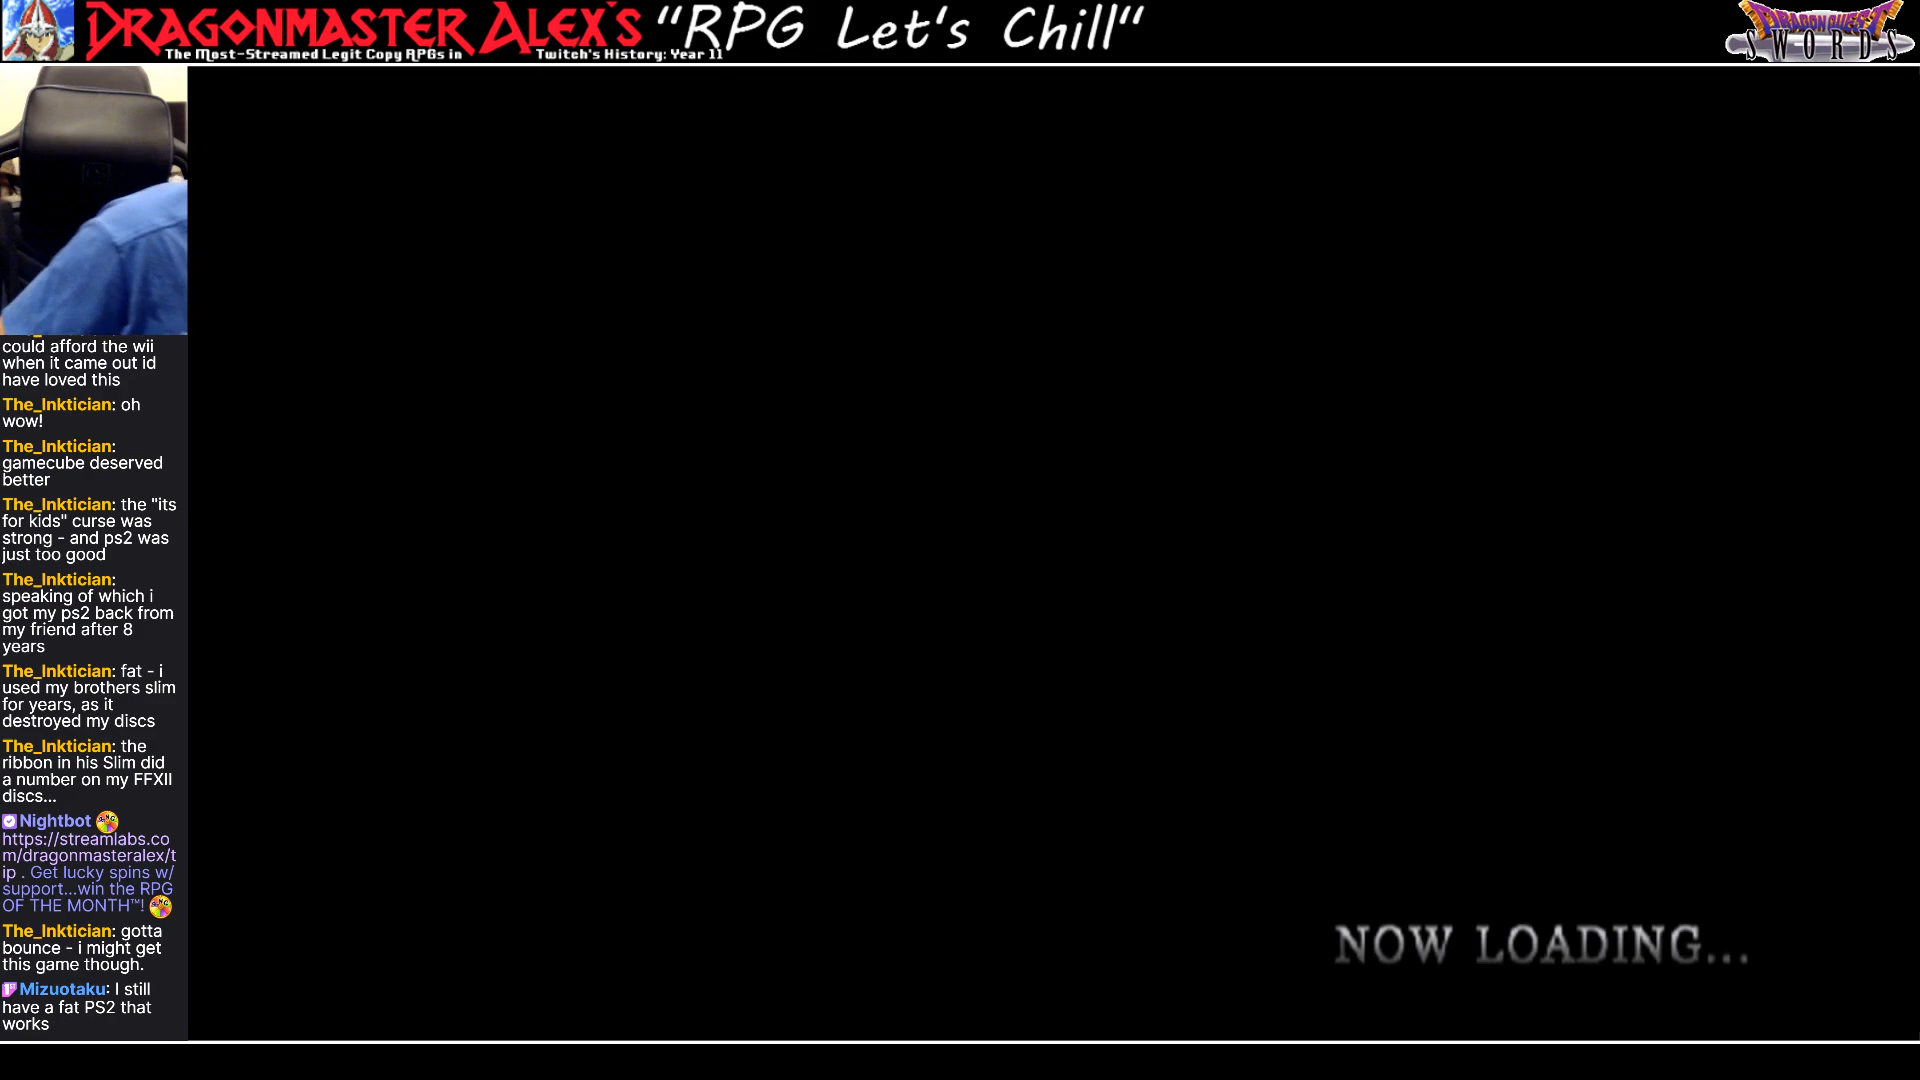 DRAGONMASTER ALEX'S "RPG Let's Chill"
The Most-Streamed Legit Copy RPGs in Twitch's History: Year 11
DRAGON QUEST
SWORDS
could afford the wii
when it came out id
have loved this
The_Inktician: oh
wow!
The_Inktician:
gamecube deserved
better
The_Inktician: the "its
for kids" curse was
strong - and ps2 was
just too good
The_Inktician:
speaking of which i
got my ps2 back from
my friend after 8
years
The_Inktician: fat - i
used my brothers slim
for years, as it
destroyed my discs
The_Inktician: the
ribbon in his Slim did
a number on my FFXII
discs...
Nightbot
https://streamlabs.co
m/dragonmasteralex/t
ip . Get lucky spins w/
support...win the RPG
OF THE MONTH™!
The_Inktician: gotta
bounce - i might get
this game though.
Mizuotaku: I still
have a fat PS2 that
works
NOW LOADING...